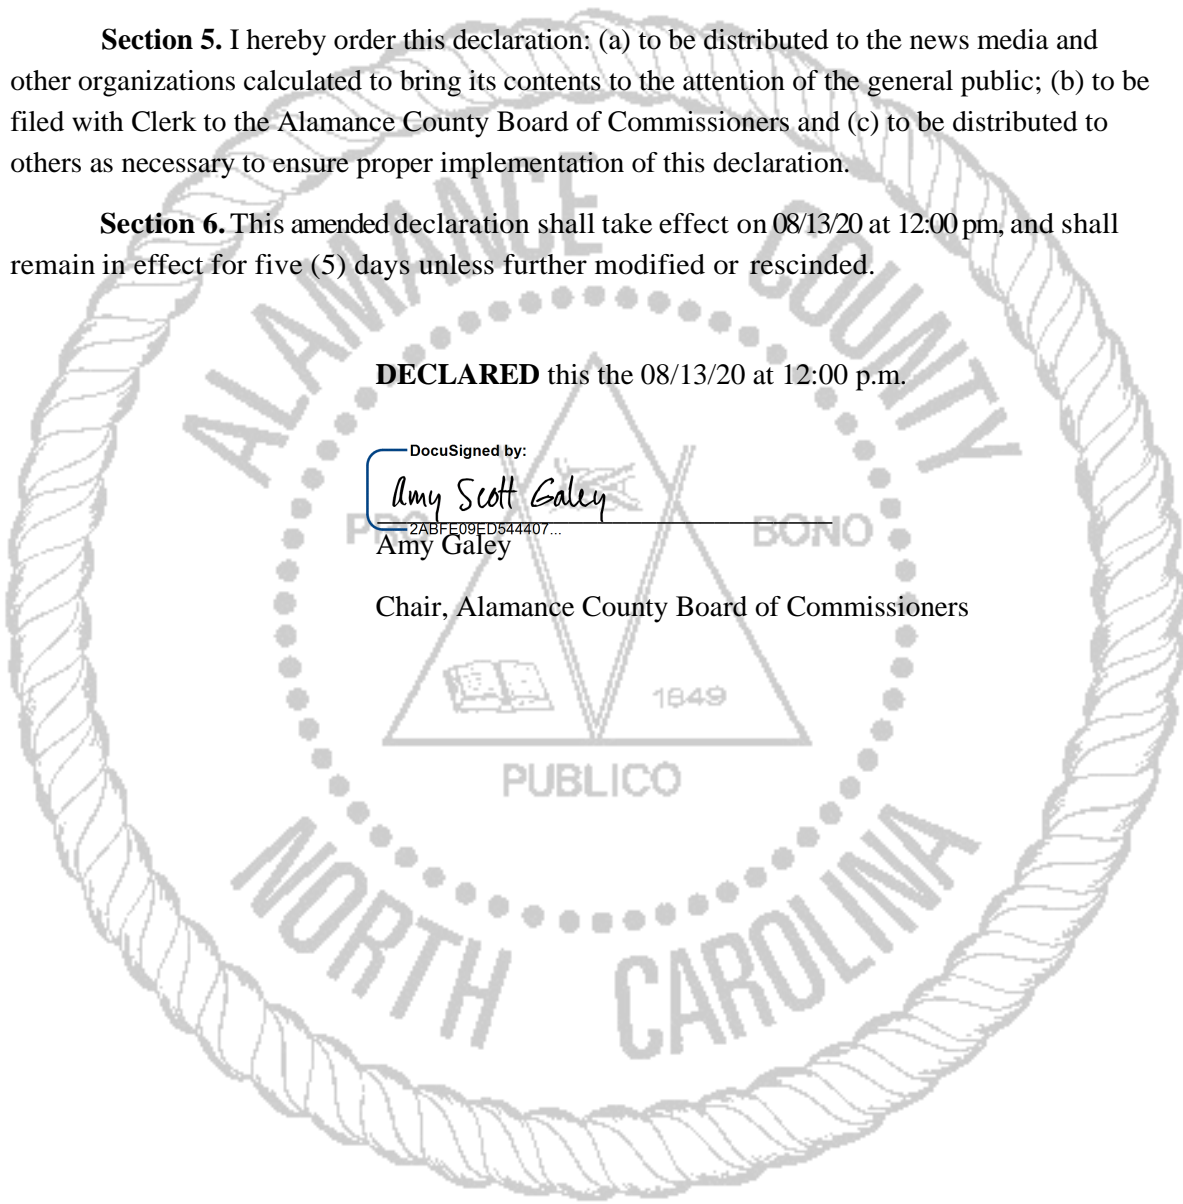 Section 5. I hereby order this declaration: (a) to be distributed to the news media and
other organizations calculated to bring its contents to the attention of the general public; (b) to be
filed with Clerk to the Alamance County Board of Commissioners and (c) to be distributed to
others as necessary to ensure proper implementation of this declaration.
Section 6. This amended declaration shall take effect on 08/13/20 at 12:00 pm, and shall
remain in effect for five (5) days unless further modified or rescinded.
ALAMANCE COUNTY
DECLARED this the 08/13/20 at 12:00 p.m.
DocuSigned by:
Amy Scott Galey
2ABFE09ED544407...
PRO BONO
Amy Galey
Chair, Alamance County Board of Commissioners
1849
PUBLICO
NORTH CAROLINA